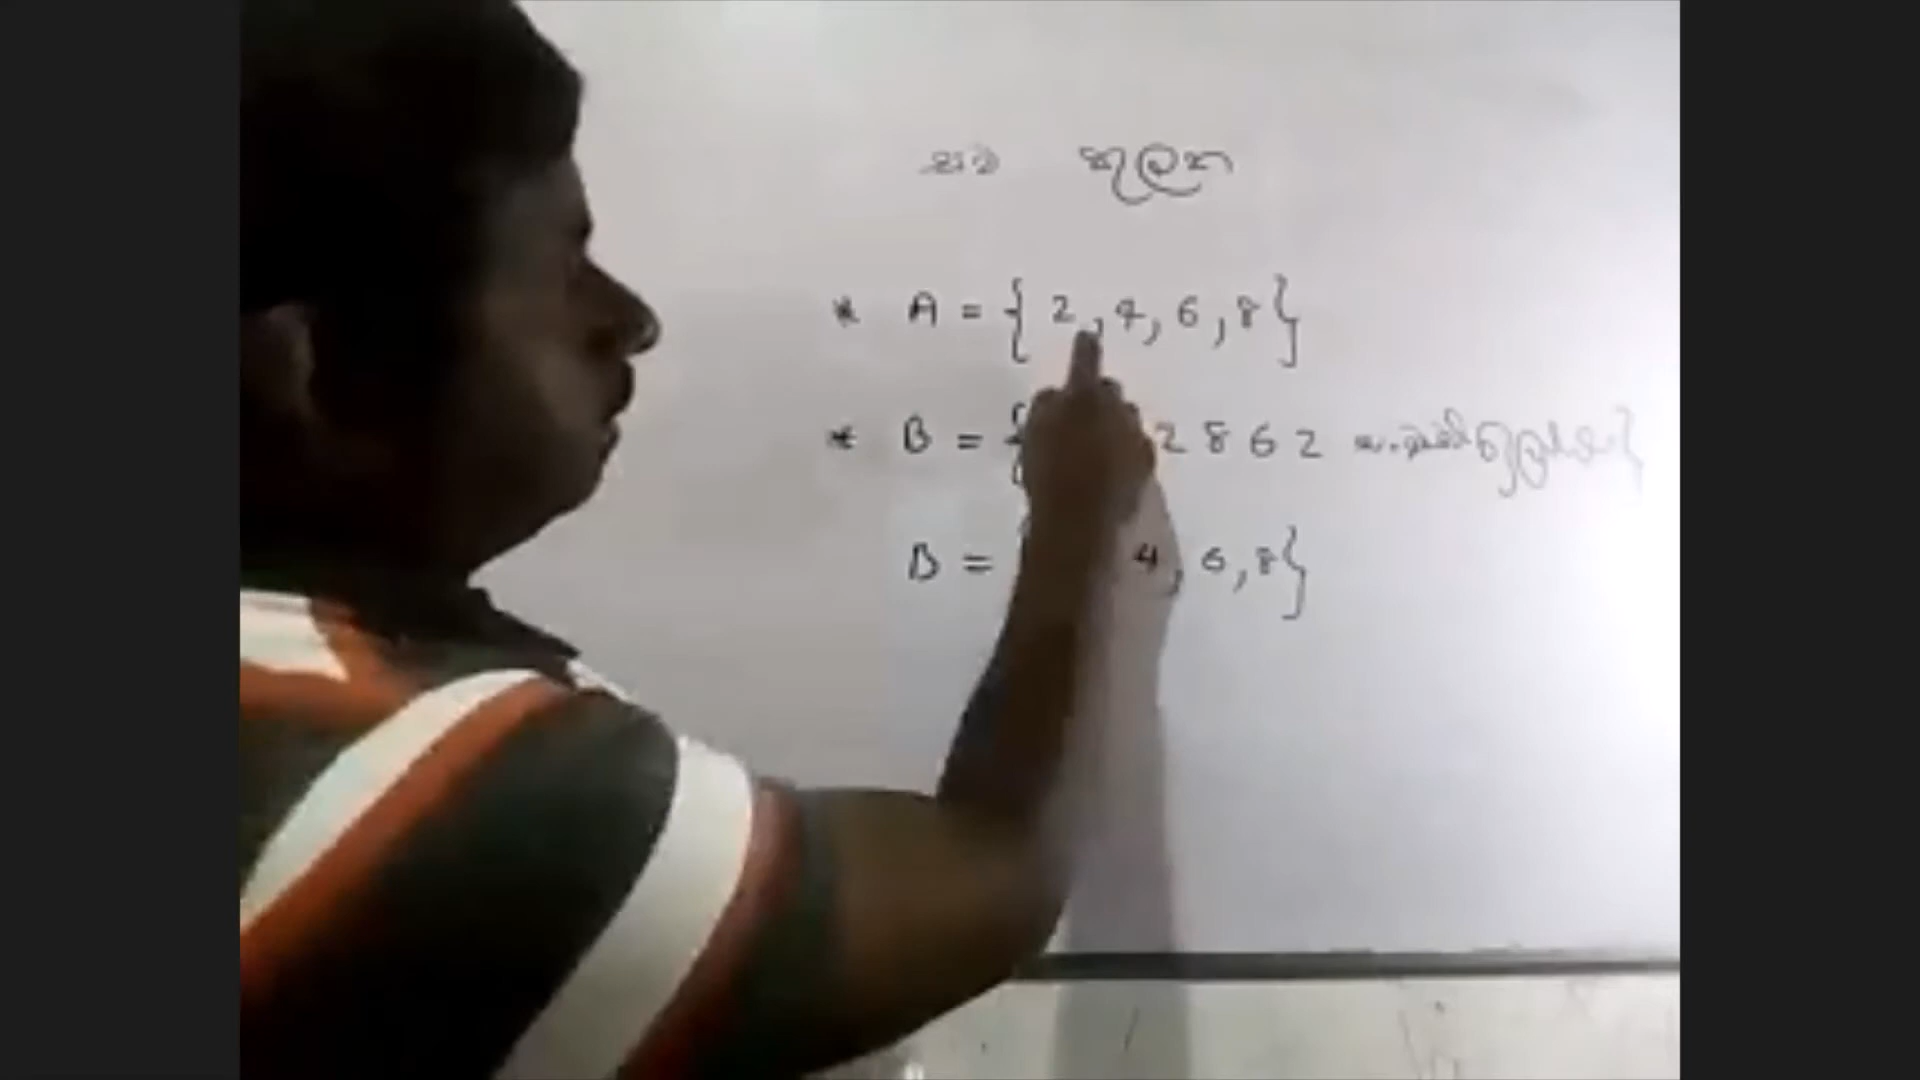 සම කුලක
* A = { 2, 4, 6, 8 }
* B = { 2 8 6 2 }
B = 4, 6, 8 }